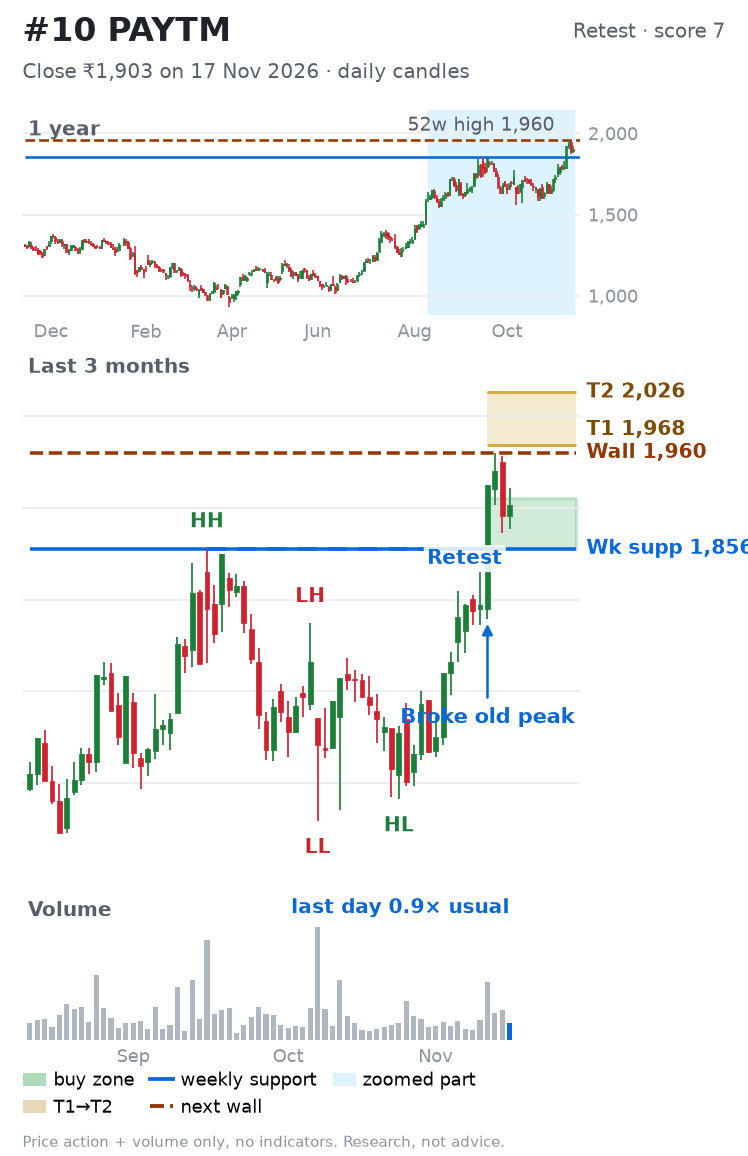 #10 PAYTM
Retest · score 7
Close ₹1,903 on 17 Nov 2026 · daily candles
1 year
52w high 1,960
2,000
1,500
1,000
Dec Feb Apr Jun Aug Oct
Last 3 months
T2 2,026
T1 1,968
Wall 1,960
HH
Wk supp 1,856
Retest
LH
Broke old peak
HL
LL
Volume
last day 0.9× usual
Sep Oct Nov
buy zone weekly support zoomed part
T1→T2 next wall
Price action + volume only, no indicators. Research, not advice.